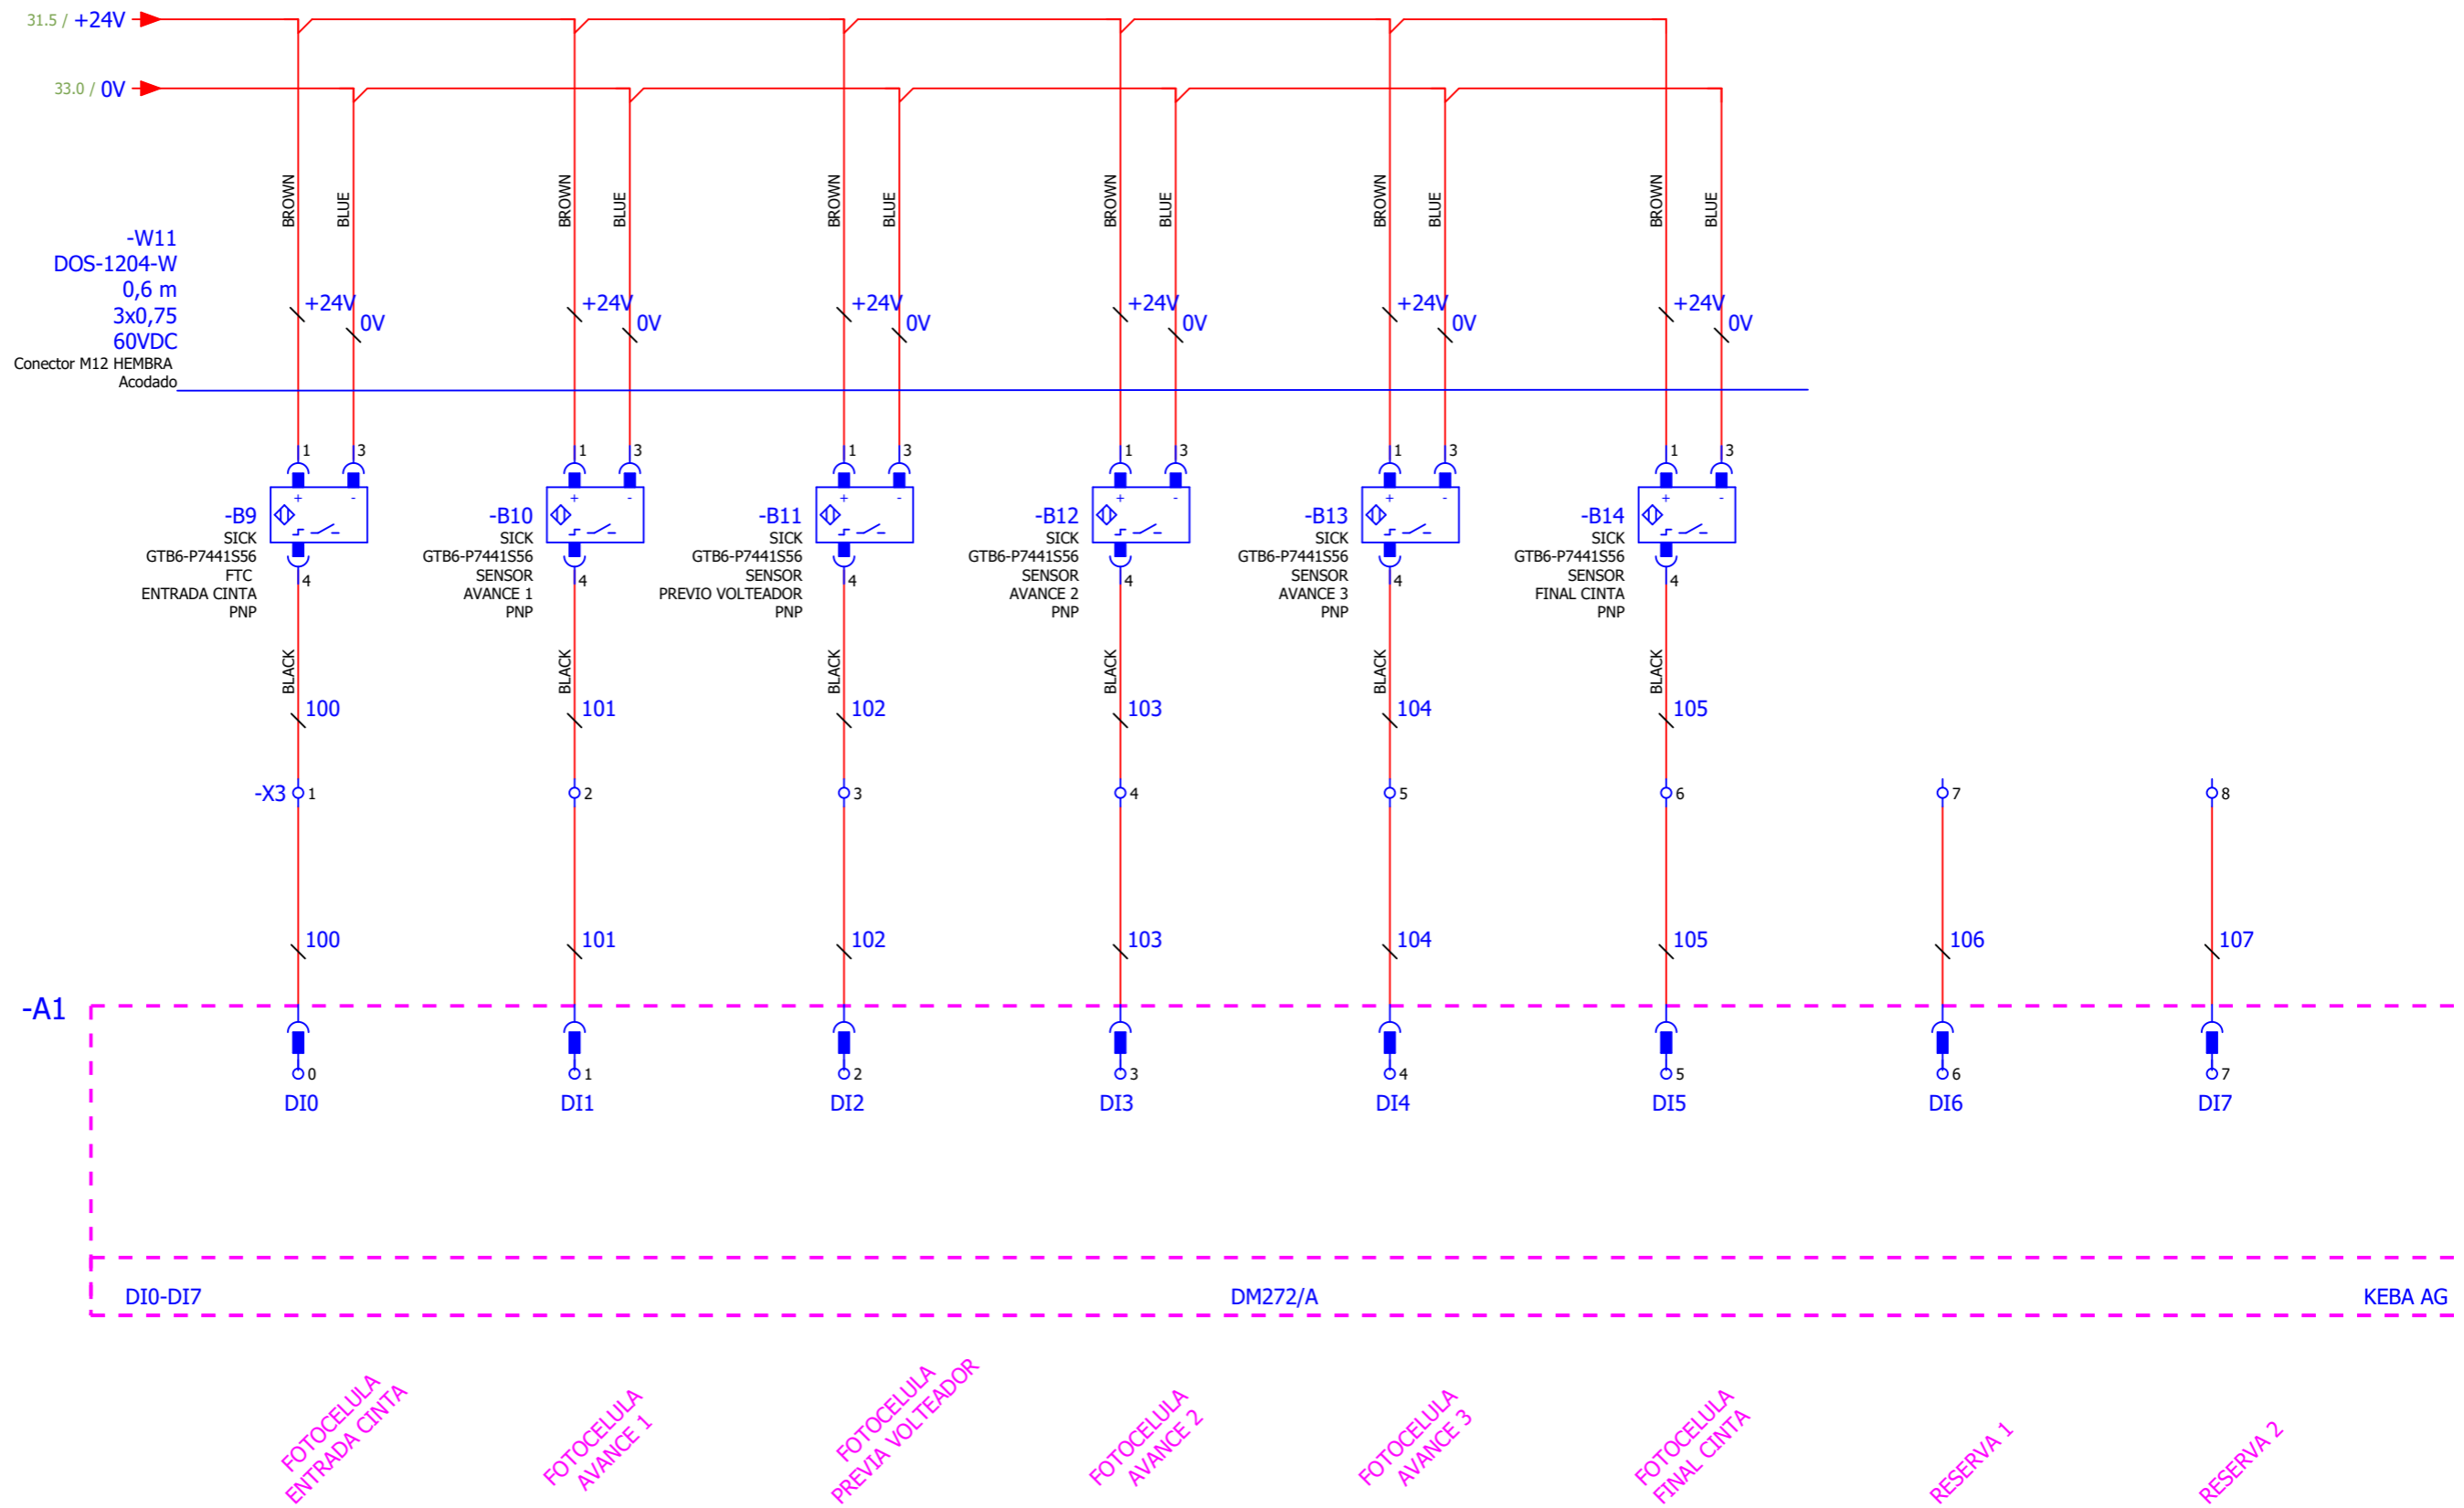 31.5 / +24V
33.0 / 0V
BROWN BLUE BROWN BLUE BROWN BLUE BROWN BLUE BROWN BLUE BROWN BLUE
-W11
DOS-1204-W
0,6 m
3x0,75
60VDC
Conector M12 HEMBRA
Acodado
+24V 0V +24V 0V +24V 0V +24V 0V +24V 0V +24V 0V
1 3 1 3 1 3 1 3 1 3 1 3
+ - + - + - + - + - + -
-B9
SICK
GTB6-P7441S56
FTC
ENTRADA CINTA
PNP
-B10
SICK
GTB6-P7441S56
SENSOR
AVANCE 1
PNP
-B11
SICK
GTB6-P7441S56
SENSOR
PREVIO VOLTEADOR
PNP
-B12
SICK
GTB6-P7441S56
SENSOR
AVANCE 2
PNP
-B13
SICK
GTB6-P7441S56
SENSOR
AVANCE 3
PNP
-B14
SICK
GTB6-P7441S56
SENSOR
FINAL CINTA
PNP
4 4 4 4 4 4
BLACK BLACK BLACK BLACK BLACK BLACK
100 101 102 103 104 105
-X3 1 2 3 4 5 6 7 8
100 101 102 103 104 105 106 107
-A1
0 1 2 3 4 5 6 7
DI0 DI1 DI2 DI3 DI4 DI5 DI6 DI7
DI0-DI7 DM272/A KEBA AG
FOTOCELULA
ENTRADA CINTA
FOTOCELULA
AVANCE 1
FOTOCELULA
PREVIA VOLTEADOR
FOTOCELULA
AVANCE 2
FOTOCELULA
AVANCE 3
FOTOCELULA
FINAL CINTA
RESERVA 1
RESERVA 2